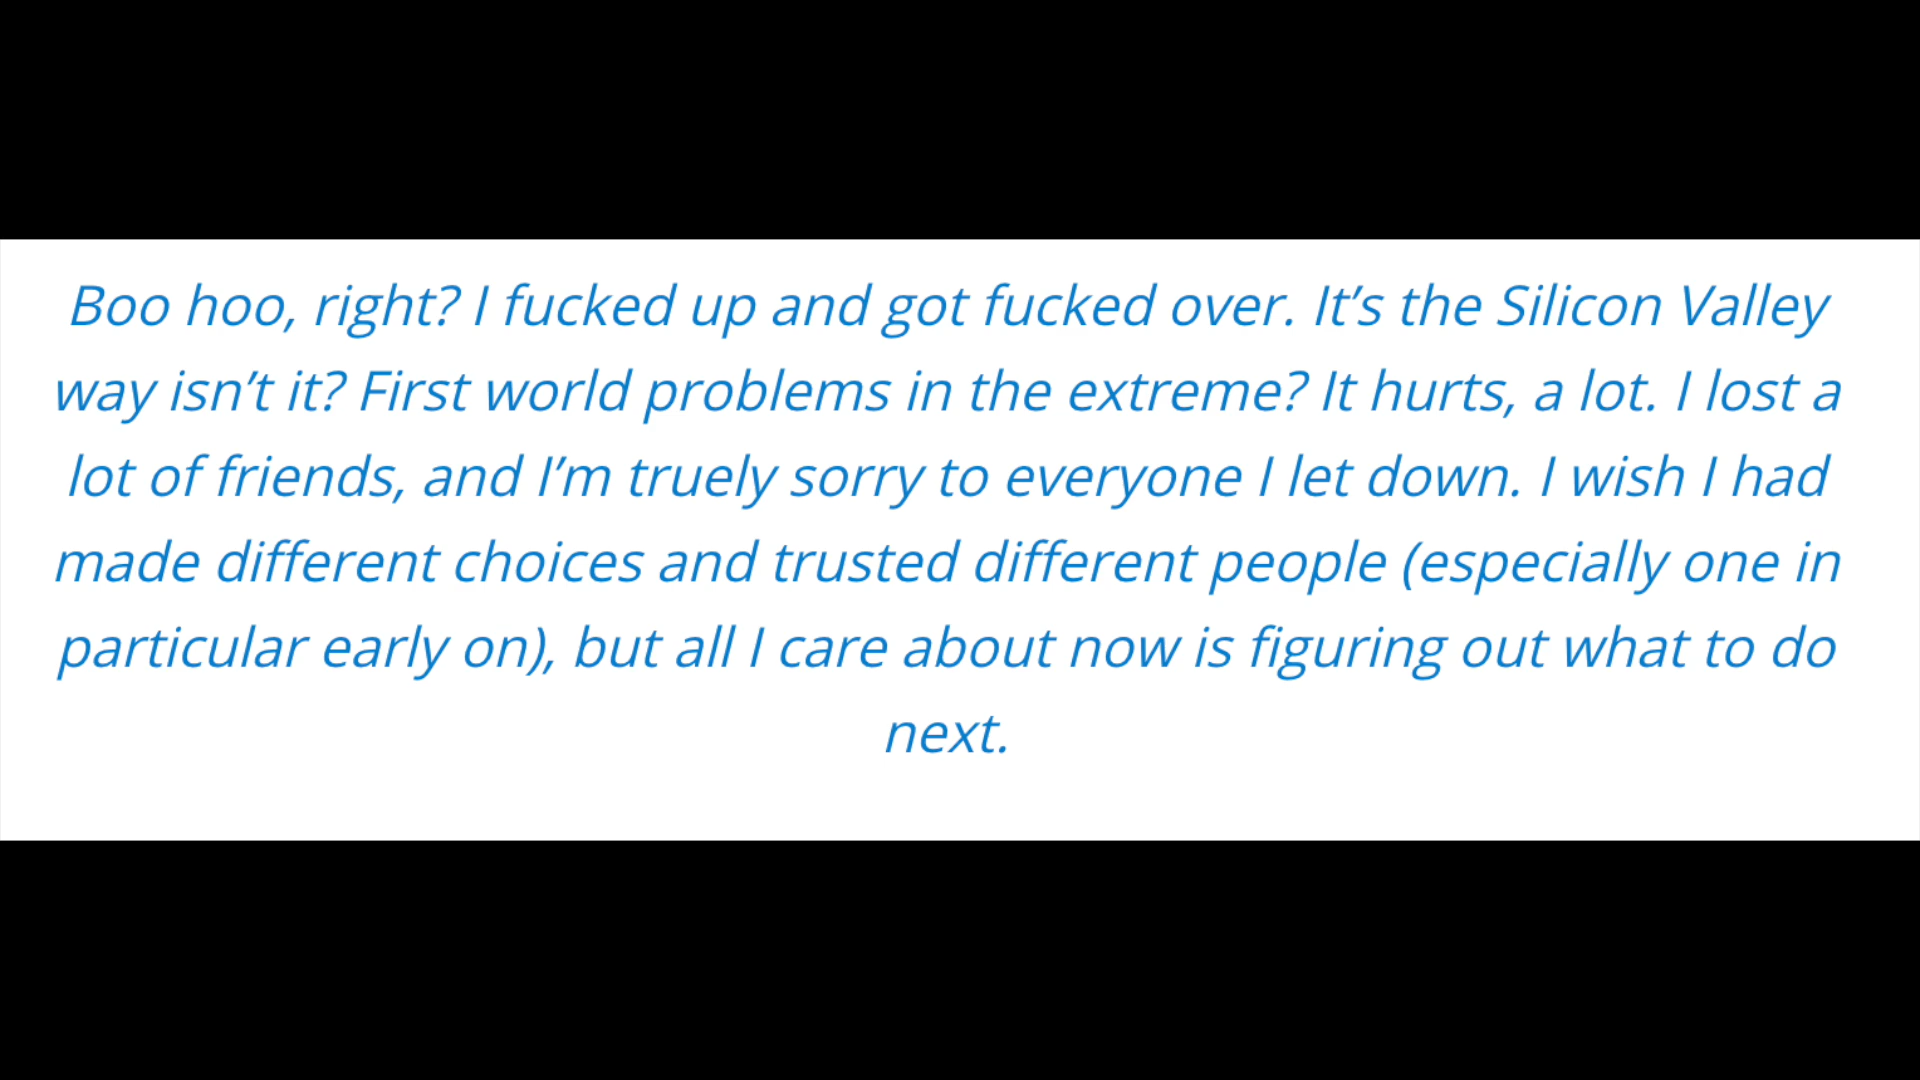 Boo hoo, right? I fucked up and got fucked over. It’s the Silicon Valley
way isn’t it? First world problems in the extreme? It hurts, a lot. I lost a
lot of friends, and I’m truely sorry to everyone I let down. I wish I had
made different choices and trusted different people (especially one in
particular early on), but all I care about now is figuring out what to do
next.